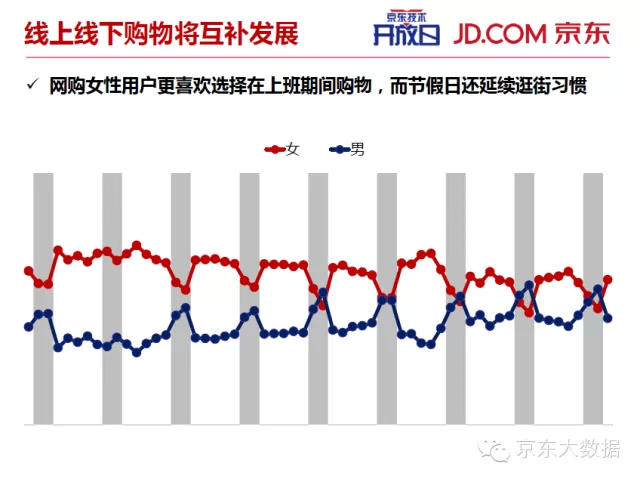 线上线下购物将互补发展
京东技术
开放日
JD.COM 京东
✓ 网购女性用户更喜欢选择在上班期间购物，而节假日还延续逛街习惯
女 男
京东大数据